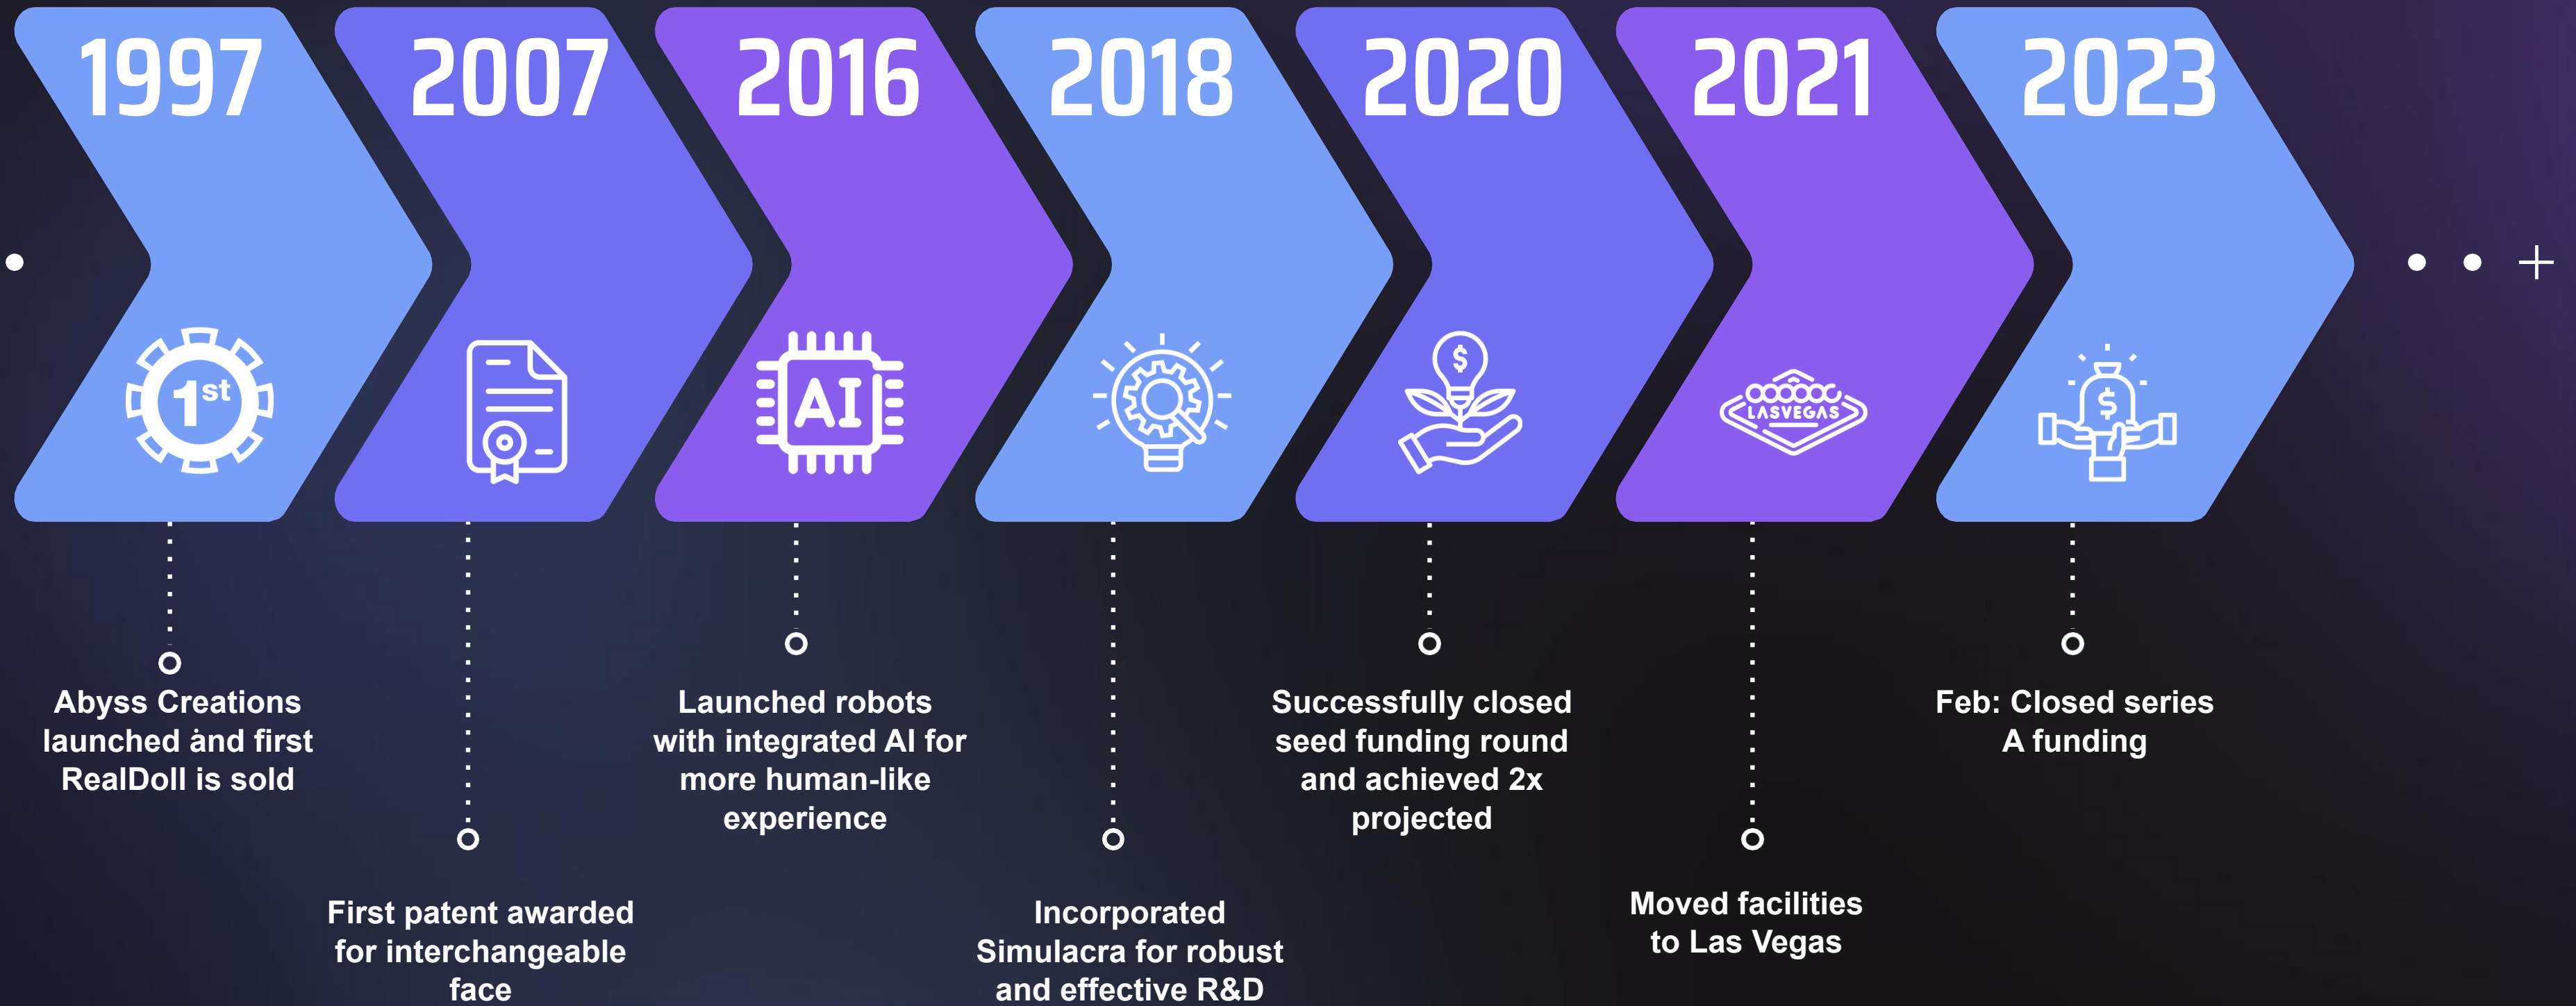 1997
2007
2016
2018
2020
2021
2023
1st
AI
$
LASVEGAS
$
Abyss Creations
launched ȧnd first
RealDoll is sold
First patent awarded
for interchangeable
face
Launched robots
with integrated AI for
more human-like
experience
Incorporated
Simulacra for robust
and effective R&D
Successfully closed
seed funding round
and achieved 2x
projected
Moved facilities
to Las Vegas
Feb: Closed series
A funding